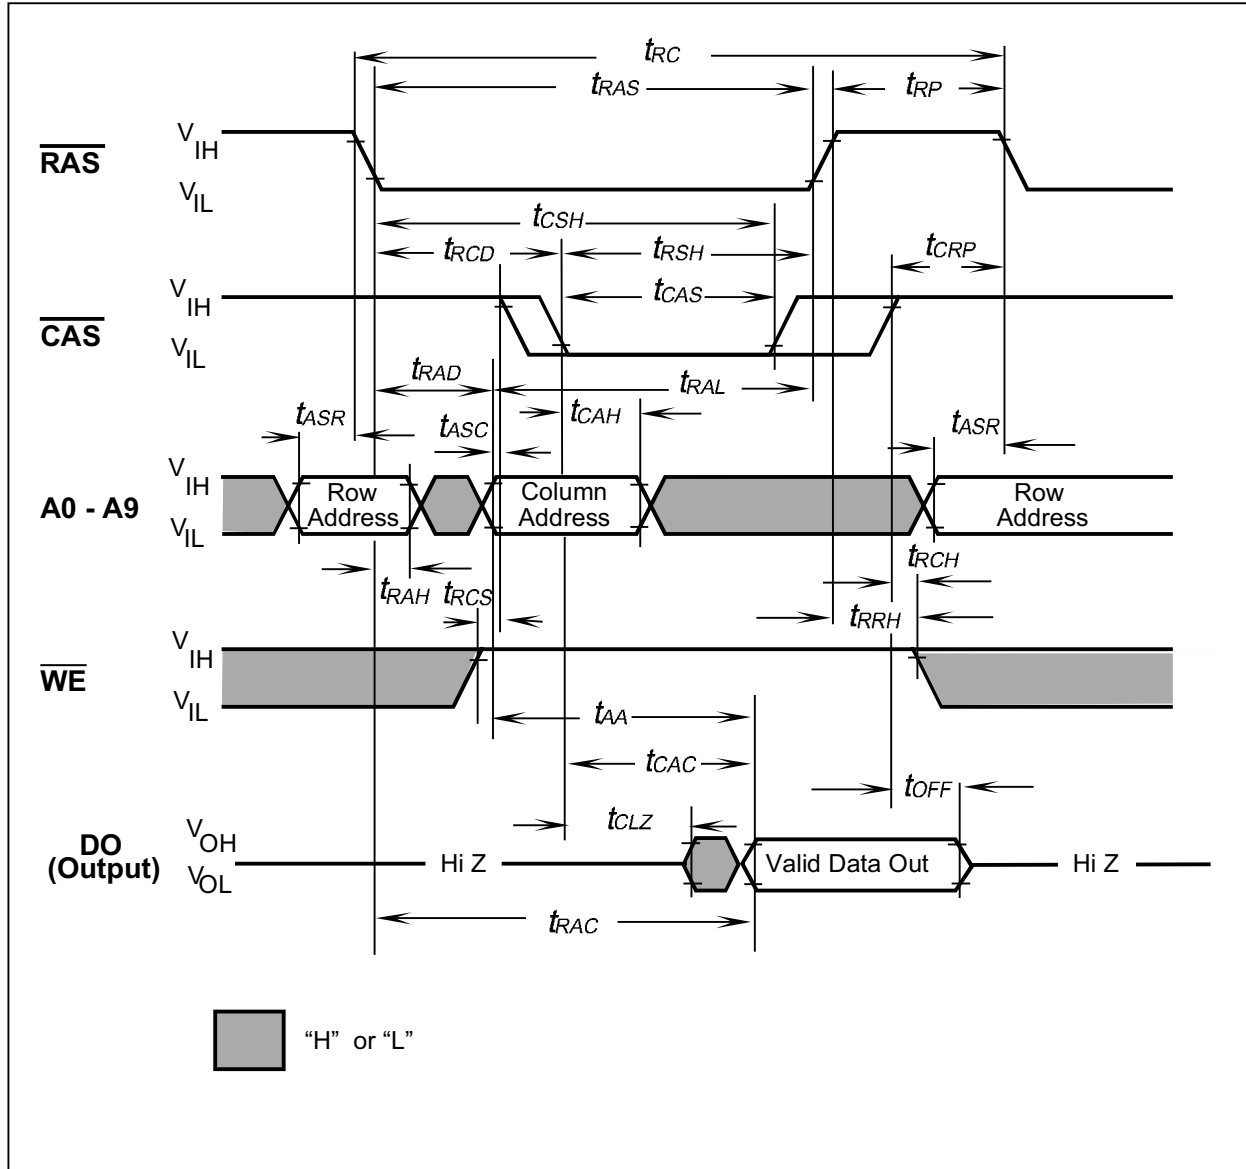 tRC
tRAS
tRP
RAS
VIH
VIL
tCSH
tRCD
tRSH
tCRP
tCAS
CAS
VIH
VIL
tRAD
tRAL
tASR
tASC
tCAH
tASR
A0 - A9
VIH
VIL
Row Address
Column Address
Row Address
tRCH
tRAH
tRCS
tRRH
WE
VIH
VIL
tAA
tCAC
tOFF
tCLZ
DO
(Output)
VOH
VOL
Hi Z
Valid Data Out
Hi Z
tRAC
“H” or “L”